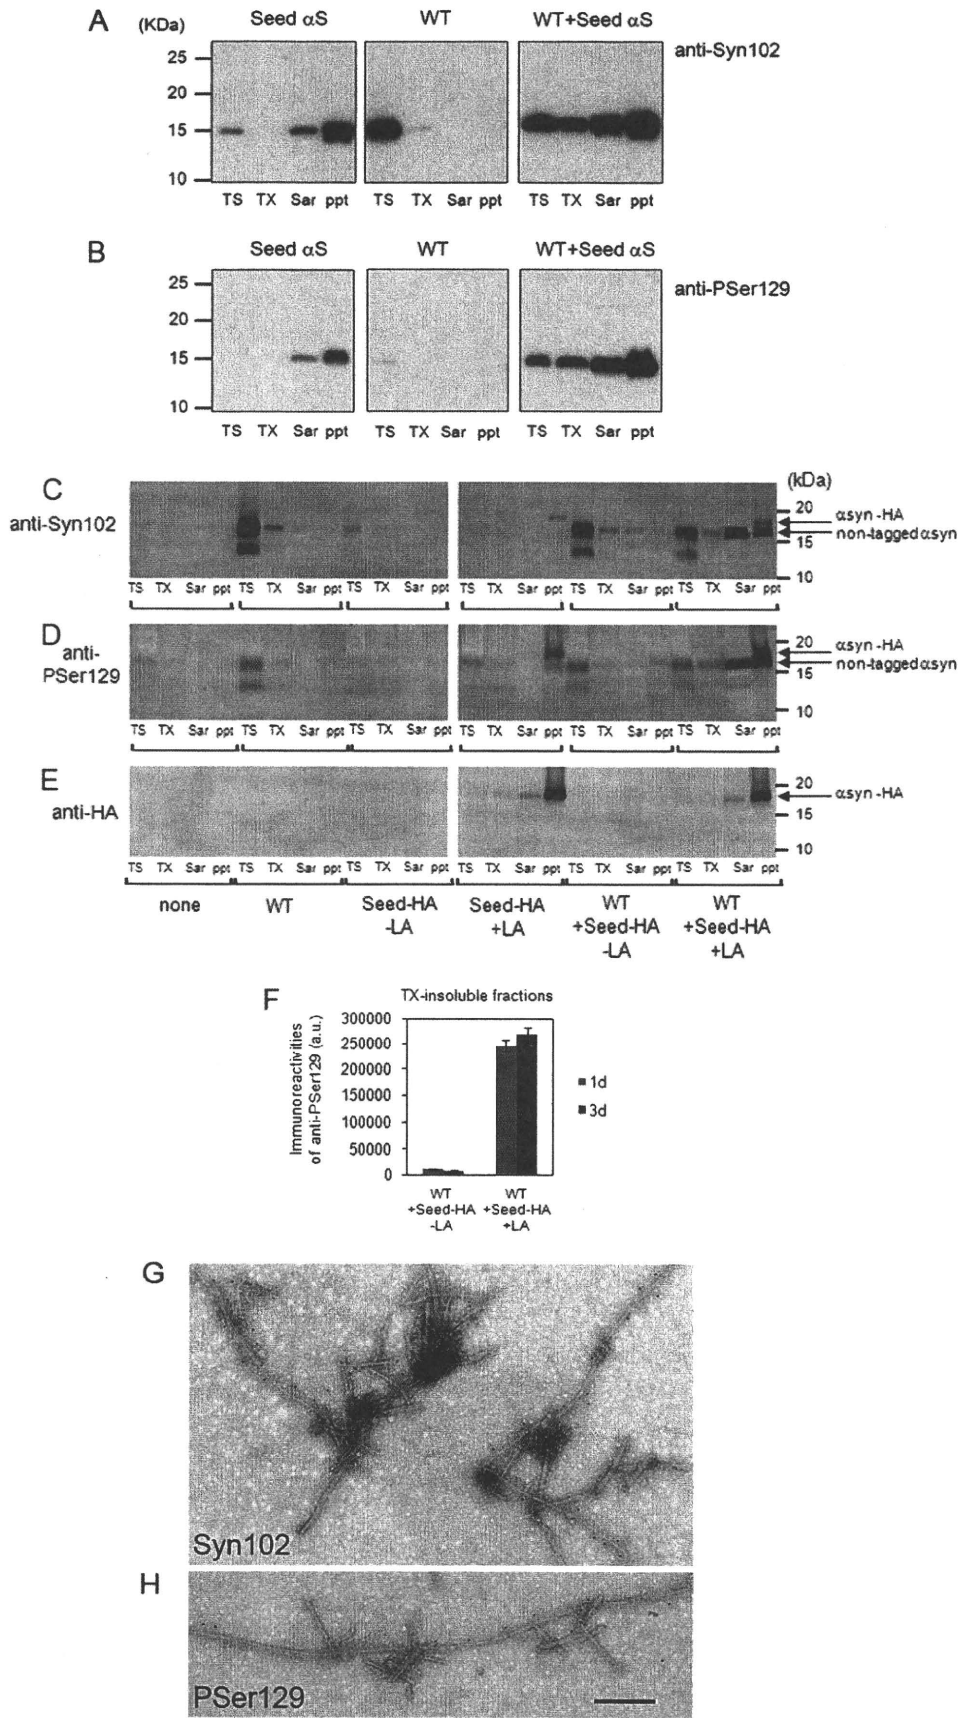 A (KDa) Seed αS WT WT+Seed αS
anti-Syn102
25
20
15
10
TS TX Sar ppt TS TX Sar ppt TS TX Sar ppt
B Seed αS WT WT+Seed αS
anti-PSer129
25
20
15
10
TS TX Sar ppt TS TX Sar ppt TS TX Sar ppt
C (kDa)
anti-Syn102
20
αsyn -HA
non-tagged αsyn
15
10
TS TX Sar ppt TS TX Sar ppt TS TX Sar ppt TS TX Sar ppt TS TX Sar ppt TS TX Sar ppt
D anti-
PSer129
20
αsyn -HA
non-tagged αsyn
15
10
TS TX Sar ppt TS TX Sar ppt TS TX Sar ppt TS TX Sar ppt TS TX Sar ppt TS TX Sar ppt
E
anti-HA
20
αsyn -HA
15
10
TS TX Sar ppt TS TX Sar ppt TS TX Sar ppt TS TX Sar ppt TS TX Sar ppt TS TX Sar ppt
none WT Seed-HA Seed-HA WT WT
-LA +LA +Seed-HA +Seed-HA
-LA +LA
F TX-insoluble fractions
Immunoreactivities
of anti-PSer129 (a.u.)
300000
250000
200000
150000
100000
50000
0
1d
3d
WT WT
+Seed-HA +Seed-HA
-LA +LA
G
Syn102
H
PSer129